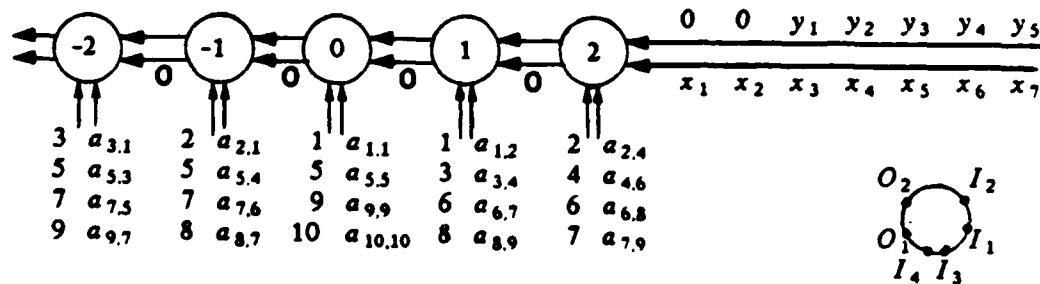 0 0 y₁ y₂ y₃ y₄ y₅
-2 -1 0 1 2
0 0 0 0
x₁ x₂ x₃ x₄ x₅ x₆ x₇
3 a₃,₁ 2 a₂,₁ 1 a₁,₁ 1 a₁,₂ 2 a₂,₄
5 a₅,₃ 5 a₅,₄ 5 a₅,₅ 3 a₃,₄ 4 a₄,₆
7 a₇,₅ 7 a₇,₆ 9 a₉,₉ 6 a₆,₇ 6 a₆,₈
9 a₉,₇ 8 a₈,₇ 10 a₁₀,₁₀ 8 a₈,₉ 7 a₇,₉
O₂ I₂
O₁ I₁
I₄ I₃